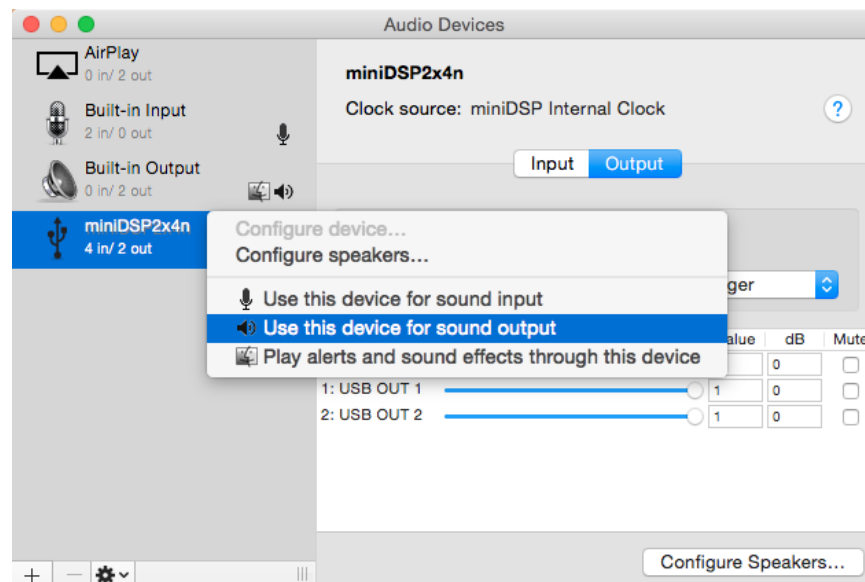 Audio Devices
AirPlay
0 in/ 2 out
Built-in Input
2 in/ 0 out
Built-in Output
0 in/ 2 out
miniDSP2x4n
4 in/ 2 out
miniDSP2x4n
Clock source: miniDSP Internal Clock
?
Input Output
Configure device...
Configure speakers...
Use this device for sound input
Use this device for sound output
Play alerts and sound effects through this device
ger
alue dB Mute
0
1: USB OUT 1 1 0
2: USB OUT 2 1 0
Configure Speakers...